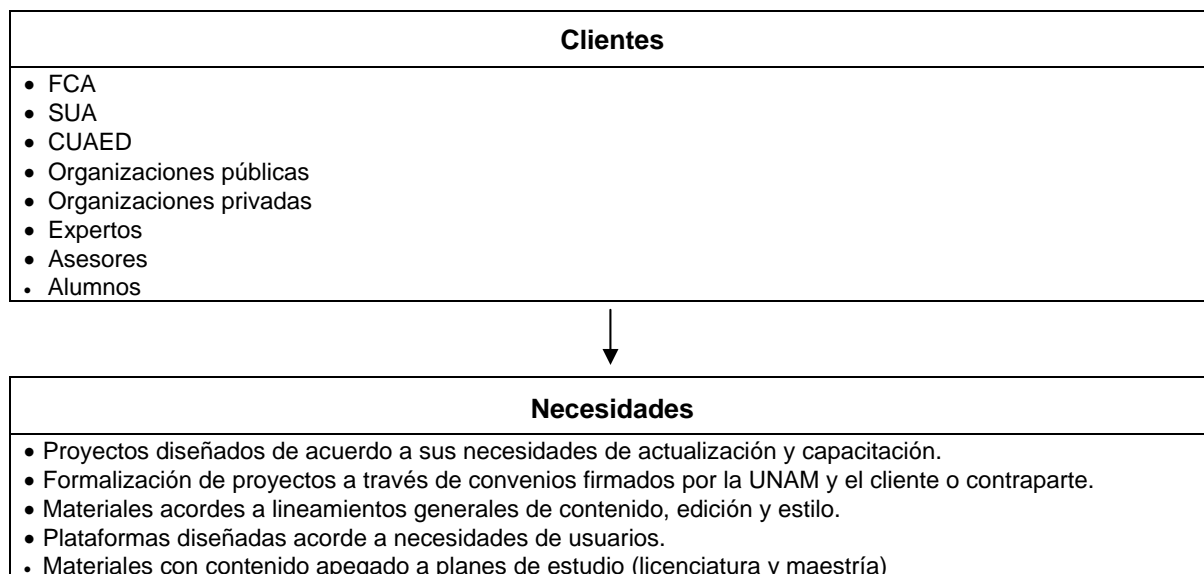 Clientes
• FCA
• SUA
• CUAED
• Organizaciones públicas
• Organizaciones privadas
• Expertos
• Asesores
• Alumnos
Necesidades
• Proyectos diseñados de acuerdo a sus necesidades de actualización y capacitación.
• Formalización de proyectos a través de convenios firmados por la UNAM y el cliente o contraparte.
• Materiales acordes a lineamientos generales de contenido, edición y estilo.
• Plataformas diseñadas acorde a necesidades de usuarios.
• Materiales con contenido apegado a planes de estudio (licenciatura y maestría)